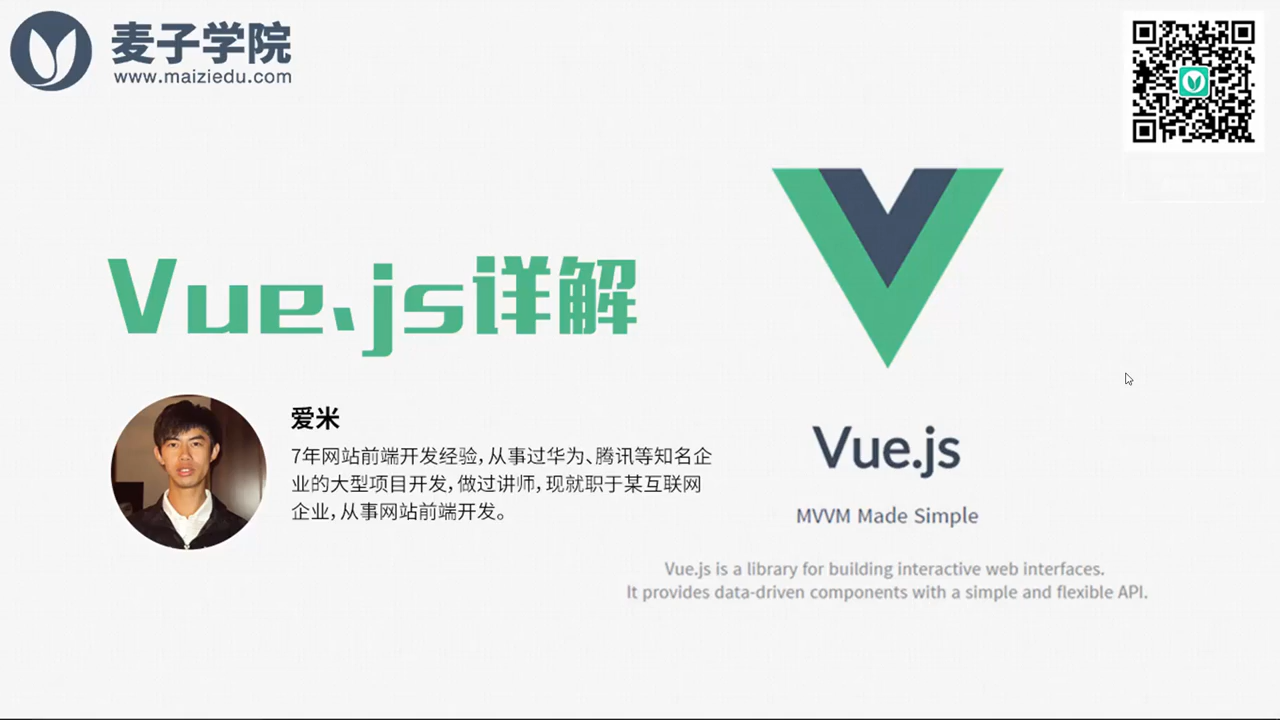 麦子学院
www.maiziedu.com
Vue.js详解
爱米
7年网站前端开发经验,从事过华为、腾讯等知名企
业的大型项目开发,做过讲师,现就职于某互联网
企业,从事网站前端开发。
Vue.js
MVVM Made Simple
Vue.js is a library for building interactive web interfaces.
It provides data-driven components with a simple and flexible API.